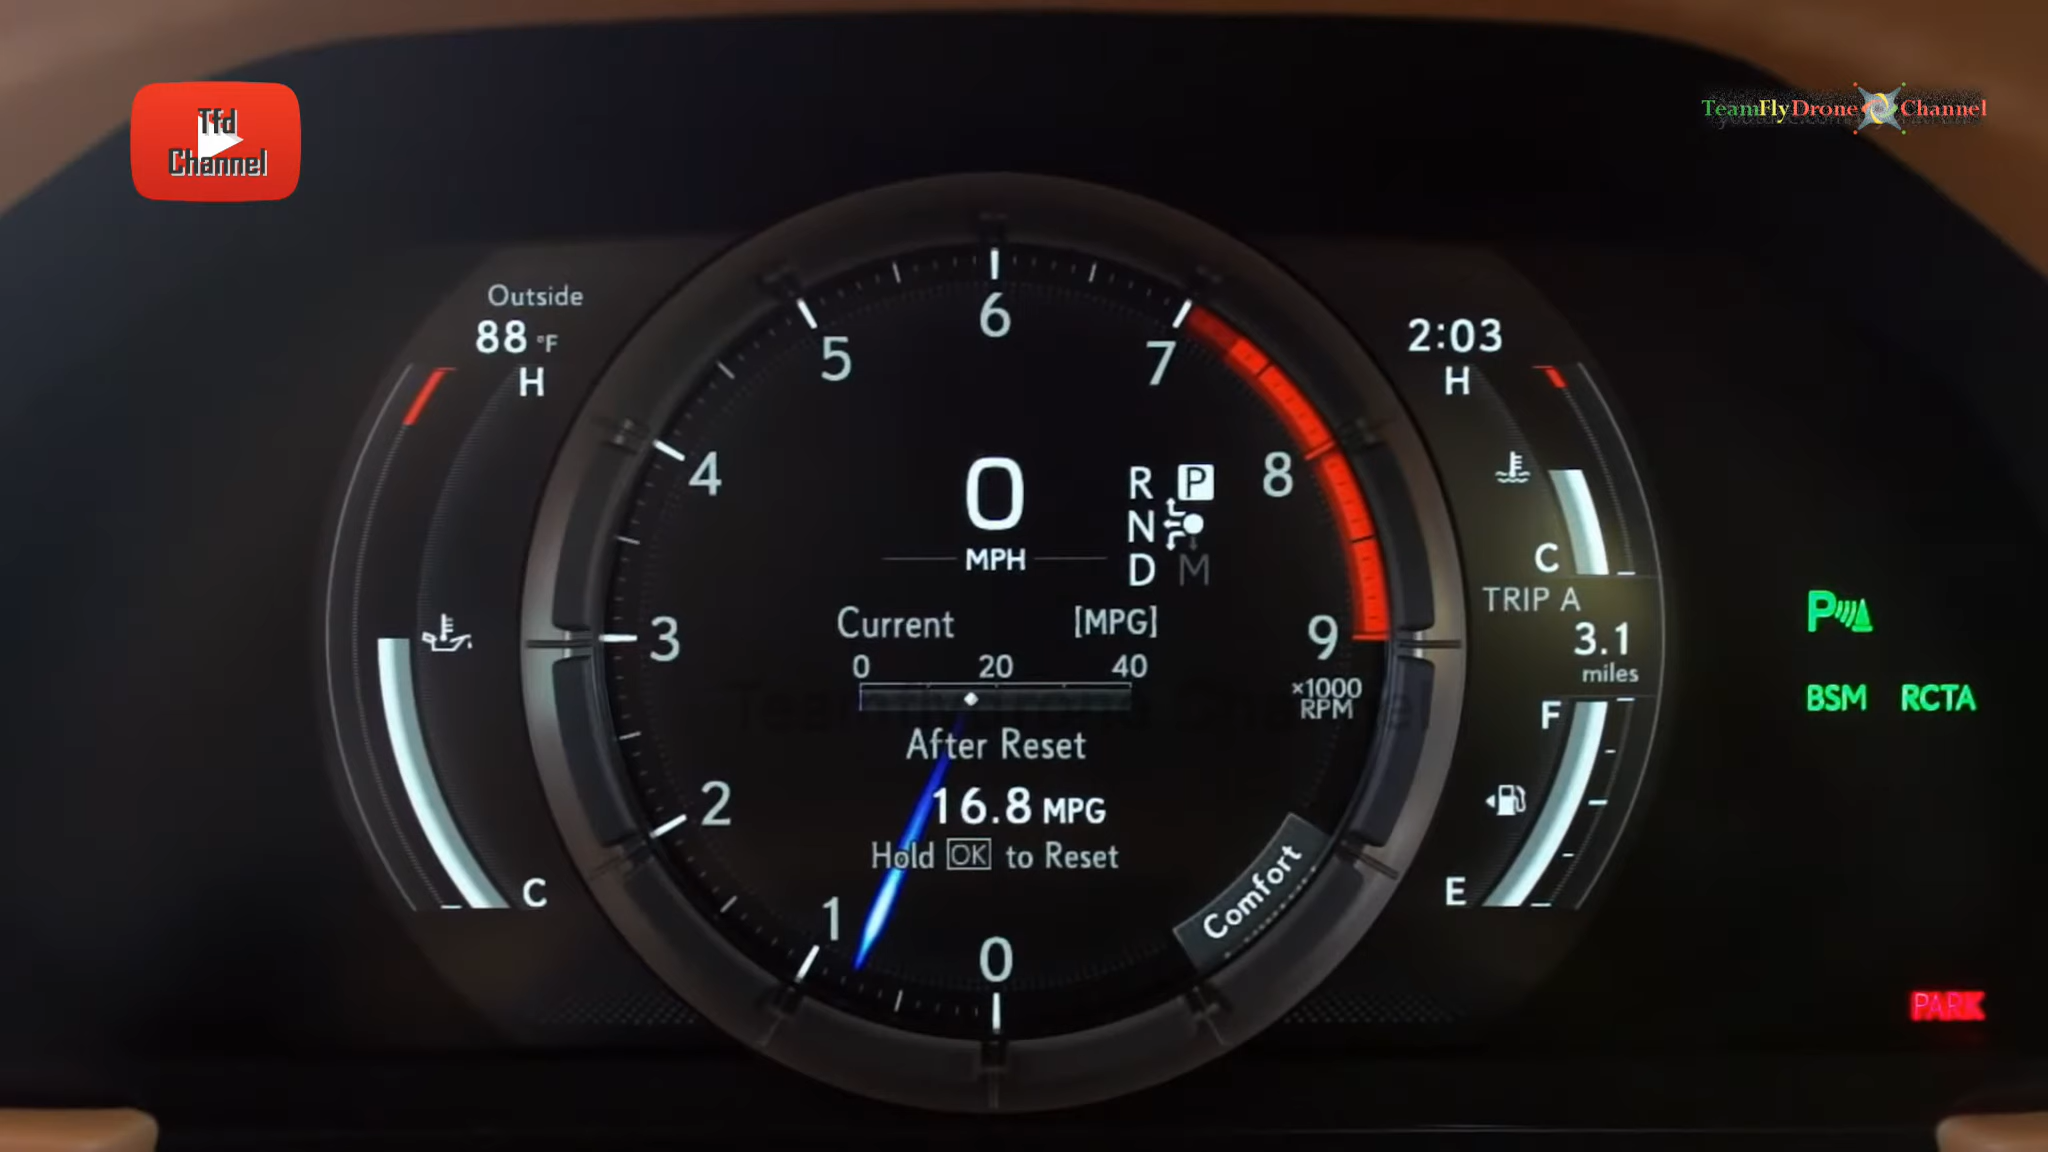 Tfd
Channel
TeamFlyDrone Channel
Outside
88 °F
H
C
6
5
7
4
8
3
9
2
1
0
×1000
RPM
0
MPH
R P
N
D M
Current [MPG]
0 20 40
After Reset
16.8 MPG
Hold OK to Reset
Comfort
2:03
H
C
TRIP A
3.1
miles
F
E
P
BSM RCTA
PARK